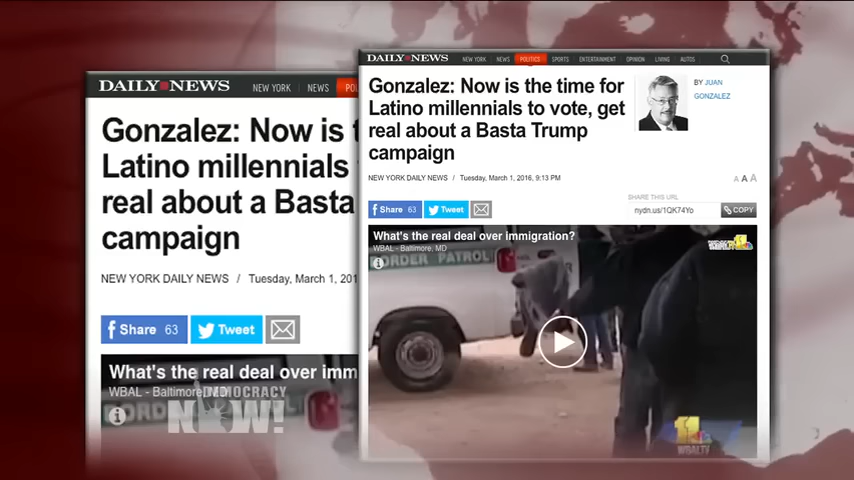 DAILY NEWS
NEW YORK
NEWS
Gonzalez: Now is t
Latino millennials
real about a Basta
campaign
NEW YORK DAILY NEWS / Tuesday, March 1, 201
Share 63
Tweet
What's the real deal over imm
WBAL - Baltimore, MD
DEMOCRACY
NOW!
DAILY NEWS
NEW YORK NEWS POLITICS SPORTS ENTERTAINMENT OPINION LIVING AUTOS
Gonzalez: Now is the time for
Latino millennials to vote, get
real about a Basta Trump
campaign
BY JUAN
GONZALEZ
NEW YORK DAILY NEWS / Tuesday, March 1, 2016, 9:13 PM
A A A
SHARE THIS URL
Share 63
Tweet
nydn.us/1QK74Yo
COPY
What's the real deal over immigration?
WBAL - Baltimore, MD
BORDER PATROL
11
WBALTV